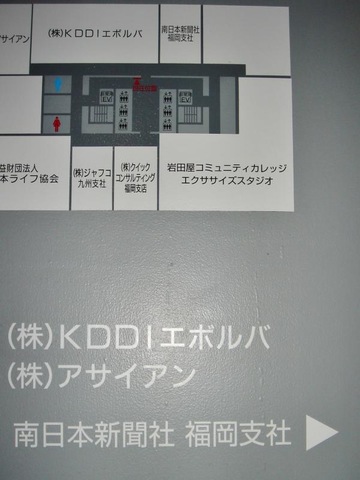 アサイアン
(株)KDDIエボルバ
南日本新聞社
福岡支社
EV
EV
益財団法人
本ライフ協会
(株)ジャフコ
九州支社
(株)クイック
コンサルティング
福岡支店
岩田屋コミュニティカレッジ
エクササイズスタジオ
(株)KDDIエボルバ
(株)アサイアン
南日本新聞社 福岡支社